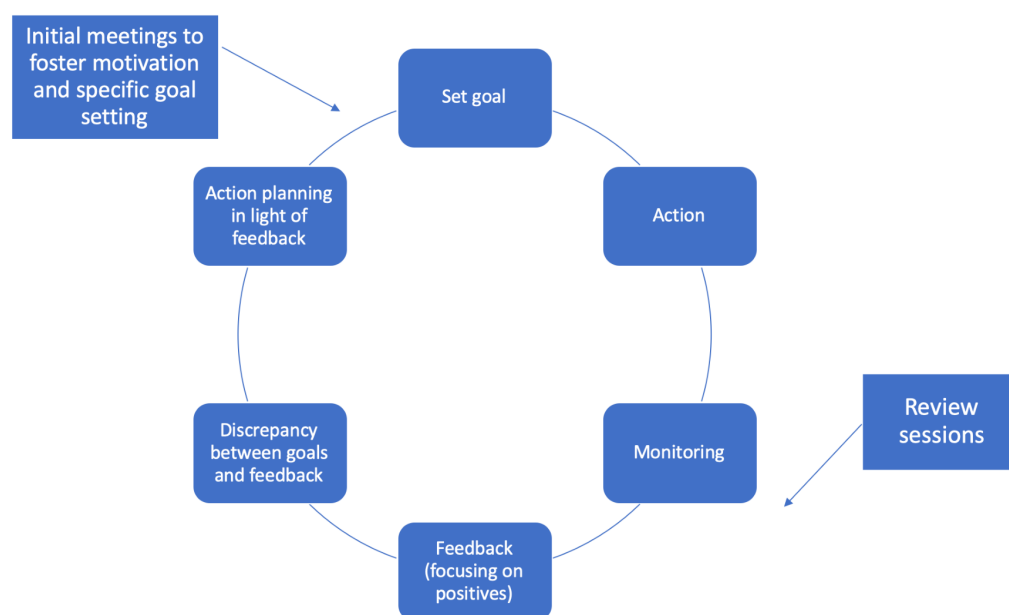 Initial meetings to
foster motivation
and specific goal
setting
Set goal
Action planning
in light of
feedback
Action
Discrepancy
between goals
and feedback
Monitoring
Review
sessions
Feedback
(focusing on
positives)